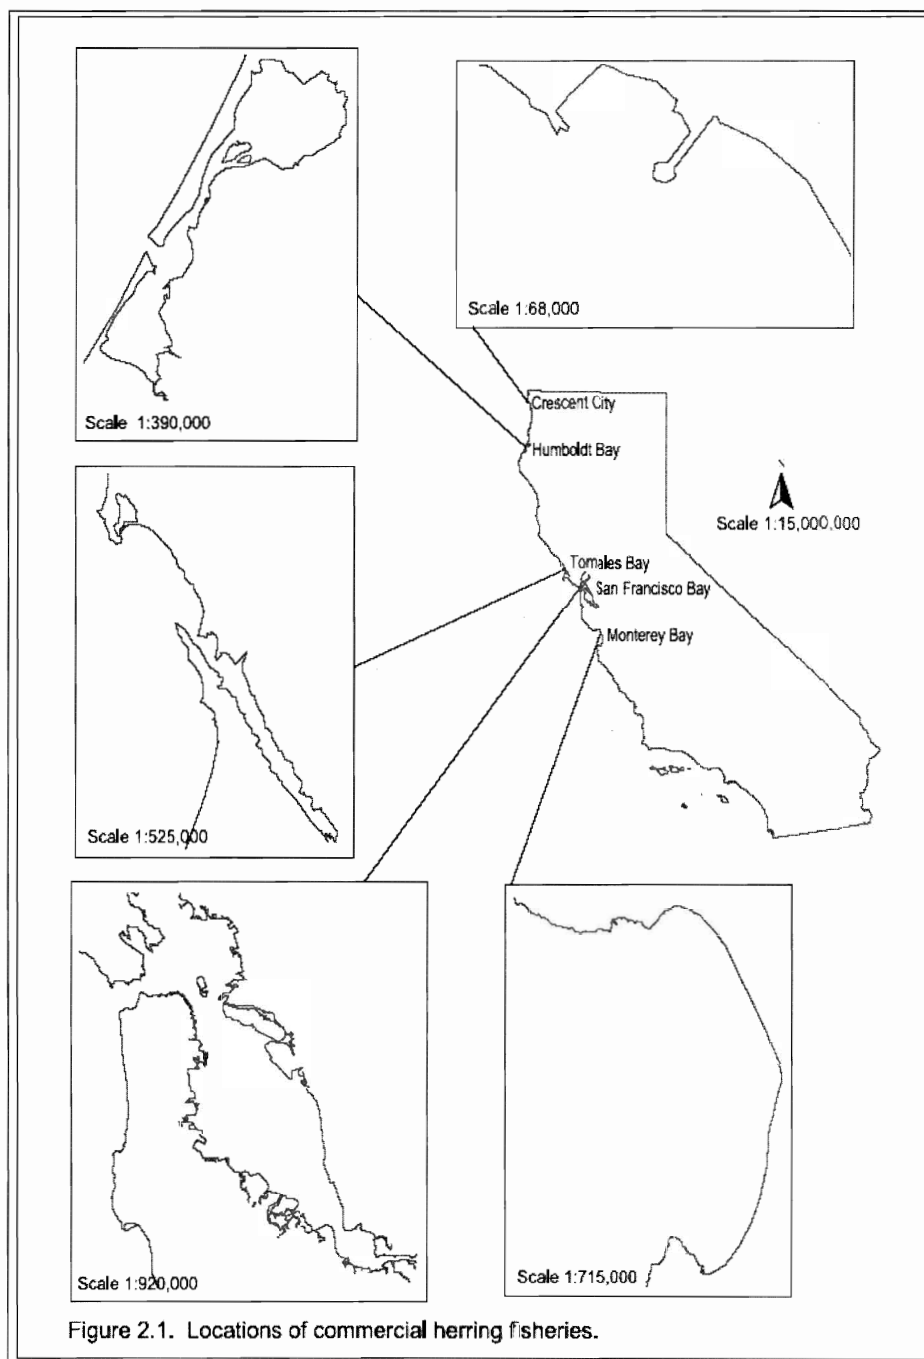 Scale 1:390,000
Scale 1:68,000
Crescent City
Humboldt Bay
Scale 1:15,000,000
Tomales Bay
San Francisco Bay
Monterey Bay
Scale 1:525,000
Scale 1:920,000
Scale 1:715,000
Figure 2.1. Locations of commercial herring fisheries.